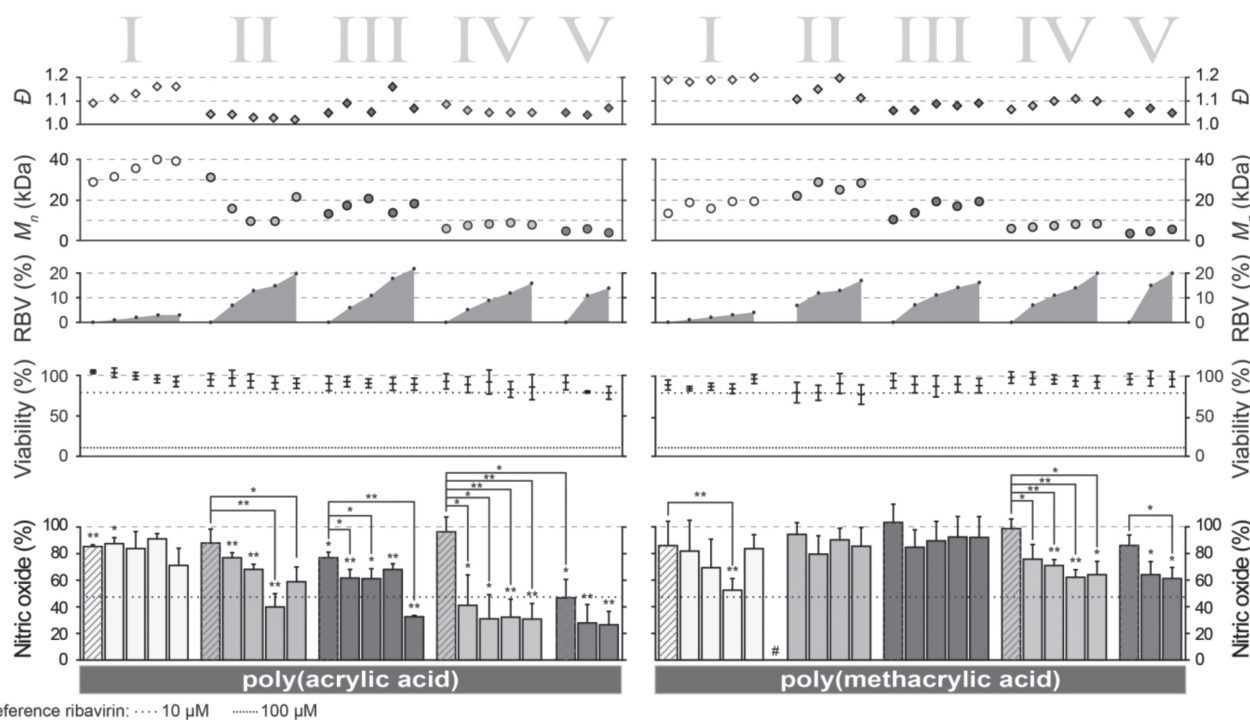 I II III IV V I II III IV V
Đ 1.2 1.1 1.0 1.2 1.1 1.0 Đ
Mn (kDa) 40 20 0 40 20 0
RBV (%) 20 10 0 20 10 0 RBV (%)
Viability (%) 100 50 0 100 50 0 Viability (%)
* ** * ** ** * * * ** ** ** * * * ** ** * *
Nitric oxide (%) 100 80 60 40 20 0 100 80 60 40 20 0 Nitric oxide (%)
** * ** ** ** * ** * ** ** * * ** ** * * ** ** ** ** * * *
#
poly(acrylic acid) poly(methacrylic acid)
eference ribavirin: ···· 10 µM ········ 100 µM